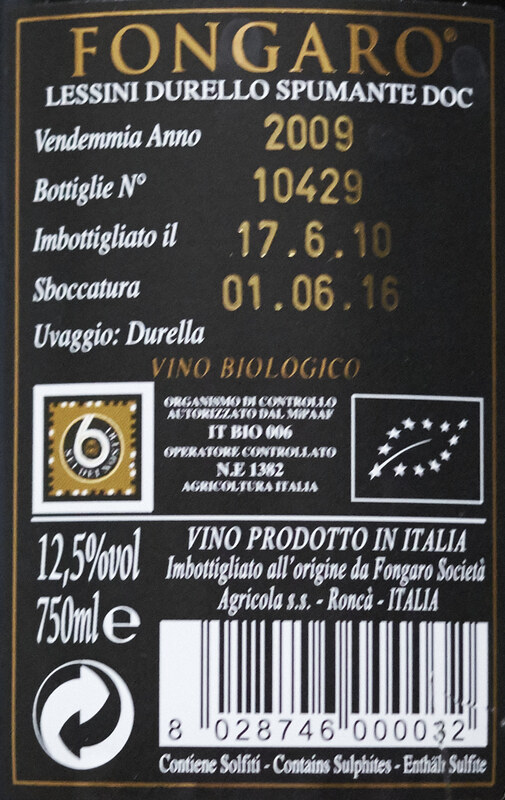 FONGARO®
LESSINI DURELLO SPUMANTE DOC
Vendemmia Anno 2009
Bottiglie N° 10429
Imbottigliato il 17.6.10
Sboccatura 01.06.16
Uvaggio: Durella
VINO BIOLOGICO
ORGANISMO DI CONTROLLO
AUTORIZZATO DAL MiPAAF
IT BIO 006
OPERATORE CONTROLLATO
N.E 1382
AGRICOLTURA ITALIA
6
12,5%vol
750ml e
VINO PRODOTTO IN ITALIA
Imbottigliato all'origine da Fongaro Società
Agricola s.s. - Roncà - ITALIA
8 028746 000032
Contiene Solfiti - Contains Sulphites - Enthält Sulfite